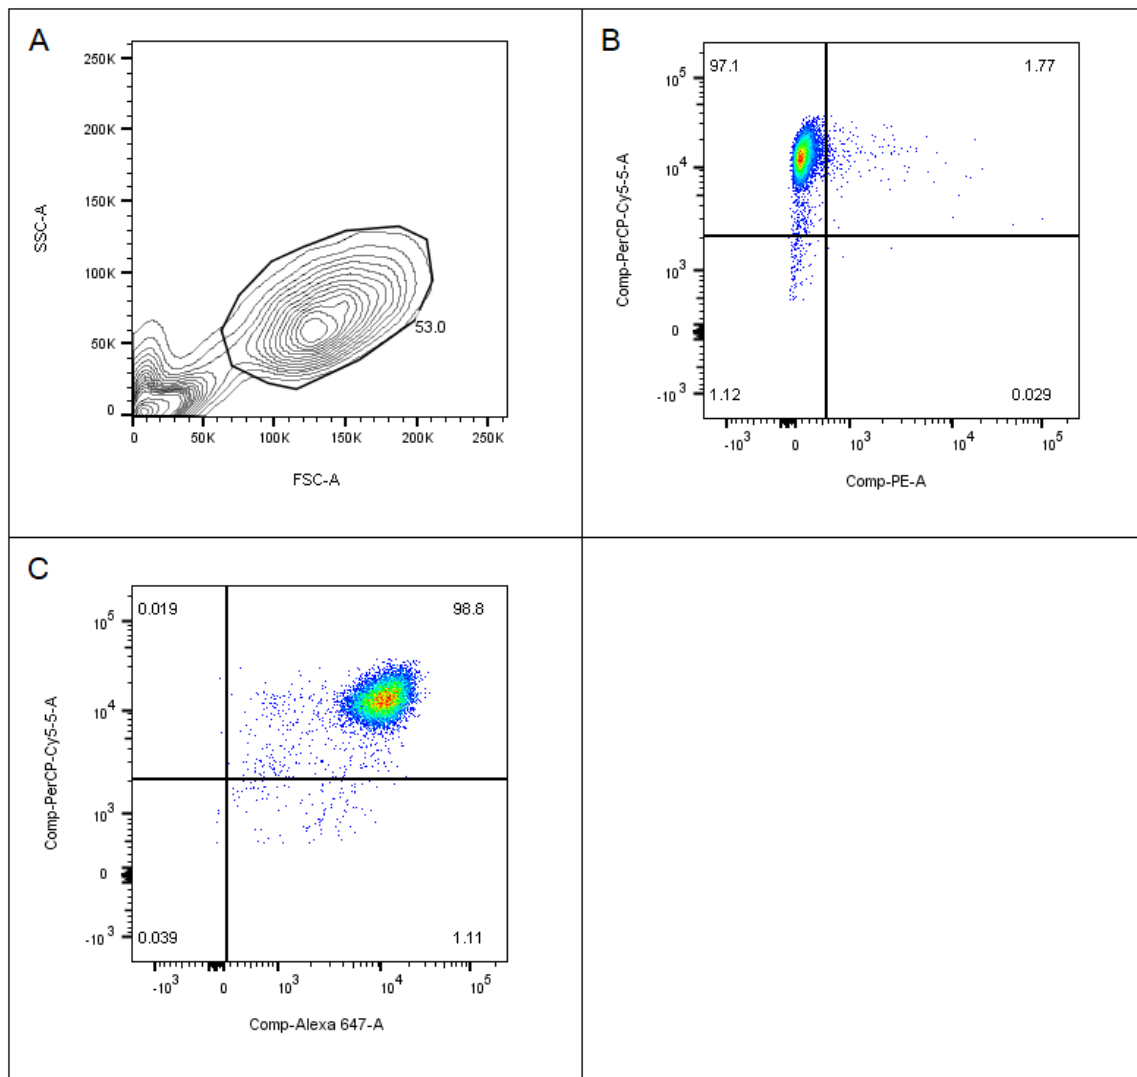 A
250K
200K
150K
100K
50K
0
SSC-A
53.0
0 50K 100K 150K 200K 250K
FSC-A
B
97.1 1.77
10^5
10^4
10^3
0
-10^3
Comp-PerCP-Cy5-5-A
1.12 0.029
-10^3 0 10^3 10^4 10^5
Comp-PE-A
C
0.019 98.8
10^5
10^4
10^3
0
-10^3
Comp-PerCP-Cy5-5-A
0.039 1.11
-10^3 0 10^3 10^4 10^5
Comp-Alexa 647-A